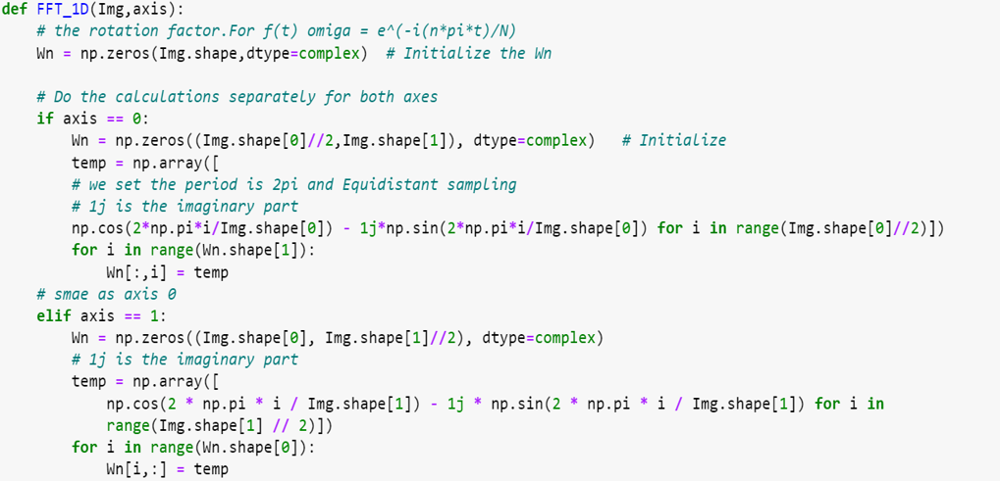 def FFT_1D(Img,axis):
    # the rotation factor.For f(t) omiga = e^(-i(n*pi*t)/N)
    Wn = np.zeros(Img.shape,dtype=complex)  # Initialize the Wn

    # Do the calculations separately for both axes
    if axis == 0:
        Wn = np.zeros((Img.shape[0]//2,Img.shape[1]), dtype=complex)   # Initialize
        temp = np.array([
        # we set the period is 2pi and Equidistant sampling
        # 1j is the imaginary part
        np.cos(2*np.pi*i/Img.shape[0]) - 1j*np.sin(2*np.pi*i/Img.shape[0]) for i in range(Img.shape[0]//2)])
        for i in range(Wn.shape[1]):
            Wn[:,i] = temp
    # smae as axis 0
    elif axis == 1:
        Wn = np.zeros((Img.shape[0], Img.shape[1]//2), dtype=complex)
        # 1j is the imaginary part
        temp = np.array([
            np.cos(2 * np.pi * i / Img.shape[1]) - 1j * np.sin(2 * np.pi * i / Img.shape[1]) for i in
            range(Img.shape[1] // 2)])
        for i in range(Wn.shape[0]):
            Wn[i,:] = temp